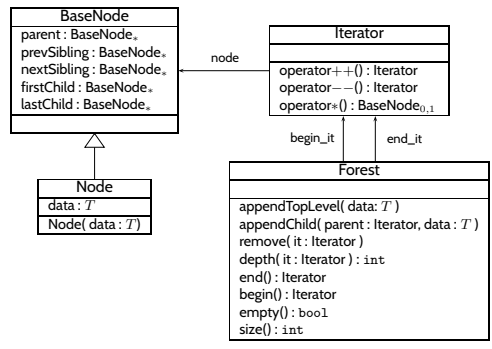 BaseNode
parent : BaseNode*
prevSibling : BaseNode*
nextSibling : BaseNode*
firstChild : BaseNode*
lastChild : BaseNode*
node
Iterator
operator++() : Iterator
operator−−() : Iterator
operator*() : BaseNode0,1
begin_it
end_it
Node
data : T
Node( data : T)
Forest
appendTopLevel( data: T )
appendChild( parent : Iterator, data : T )
remove( it : Iterator )
depth( it : Iterator ) : int
end() : Iterator
begin() : Iterator
empty() : bool
size() : int